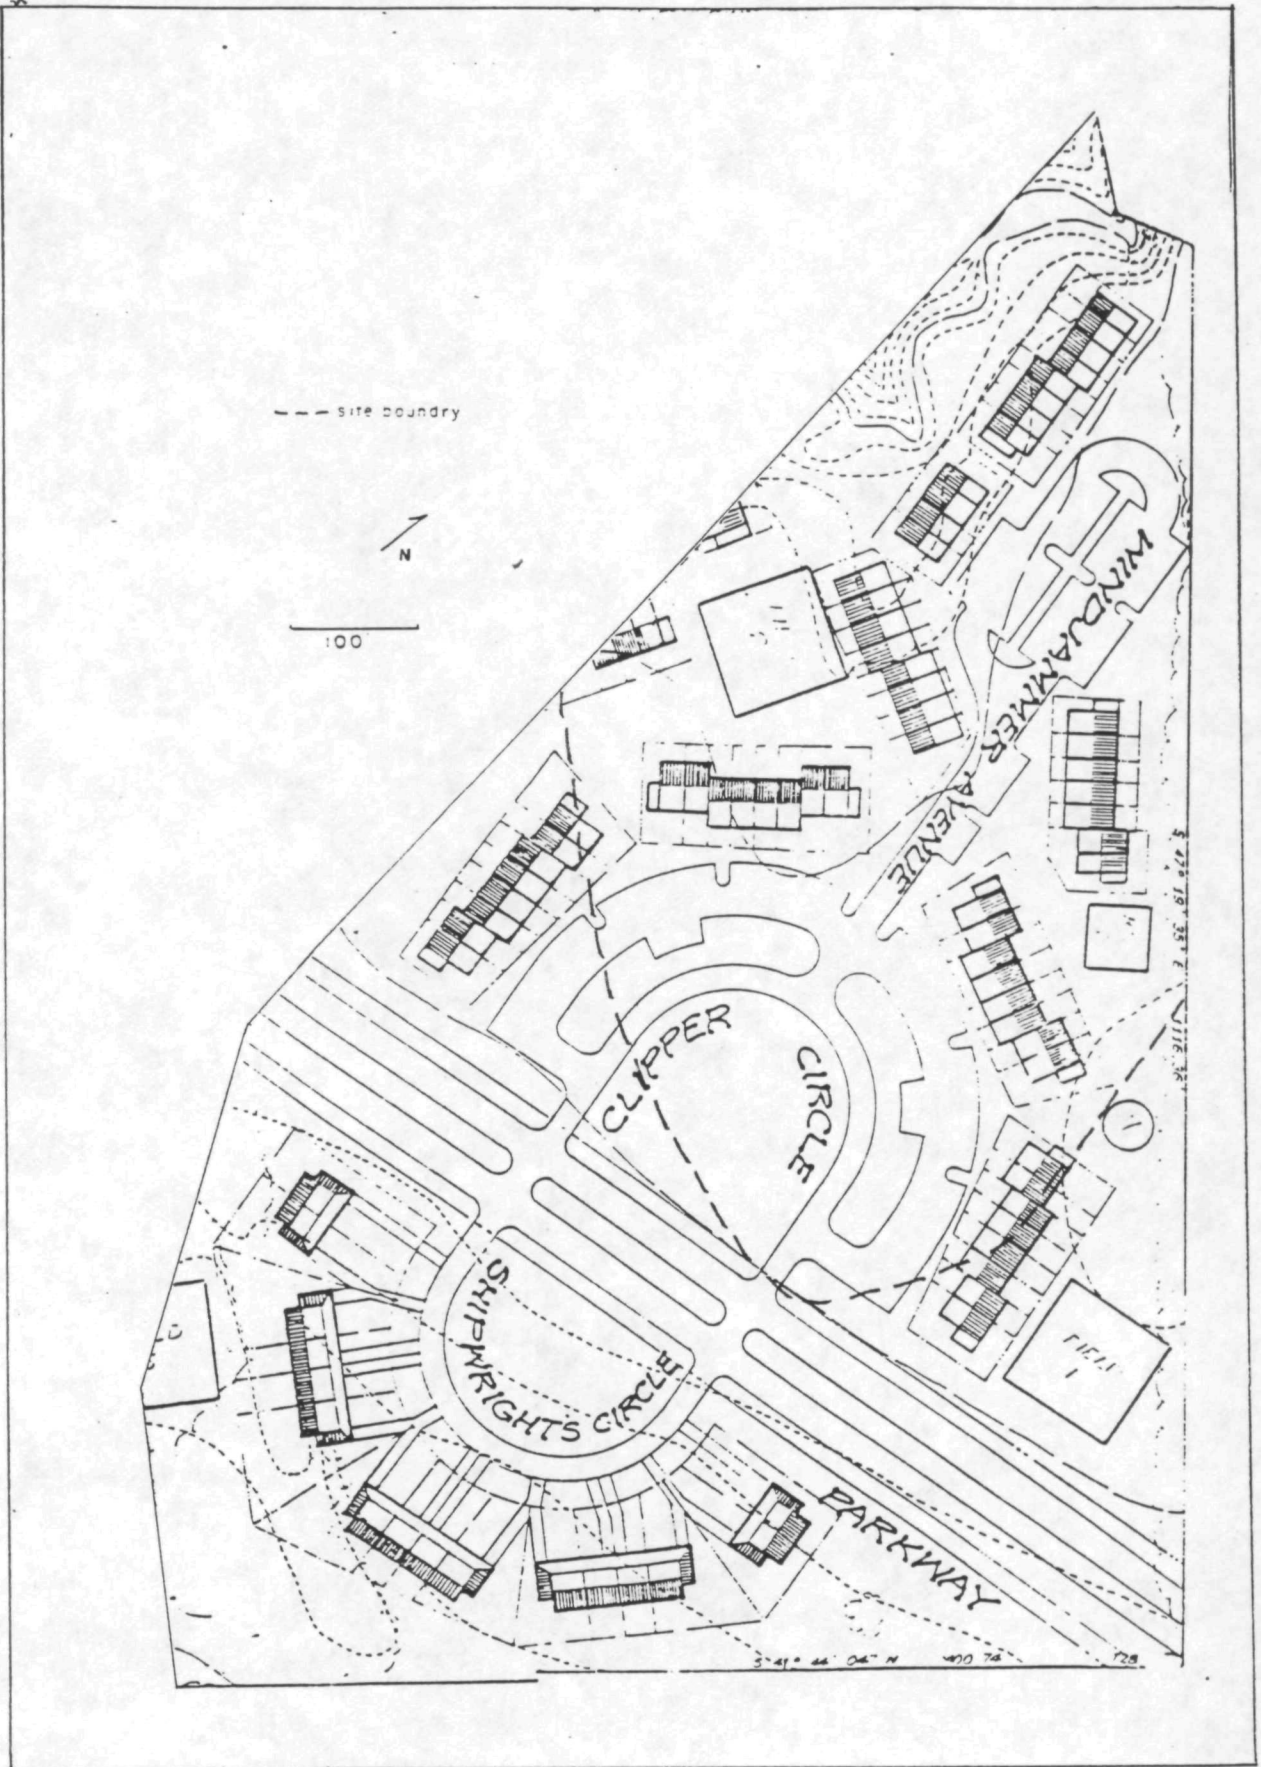 site boundry
N
100
WINDJAMMER AVENUE
CLIPPER CIRCLE
SHIPWRIGHTS CIRCLE
PARKWAY